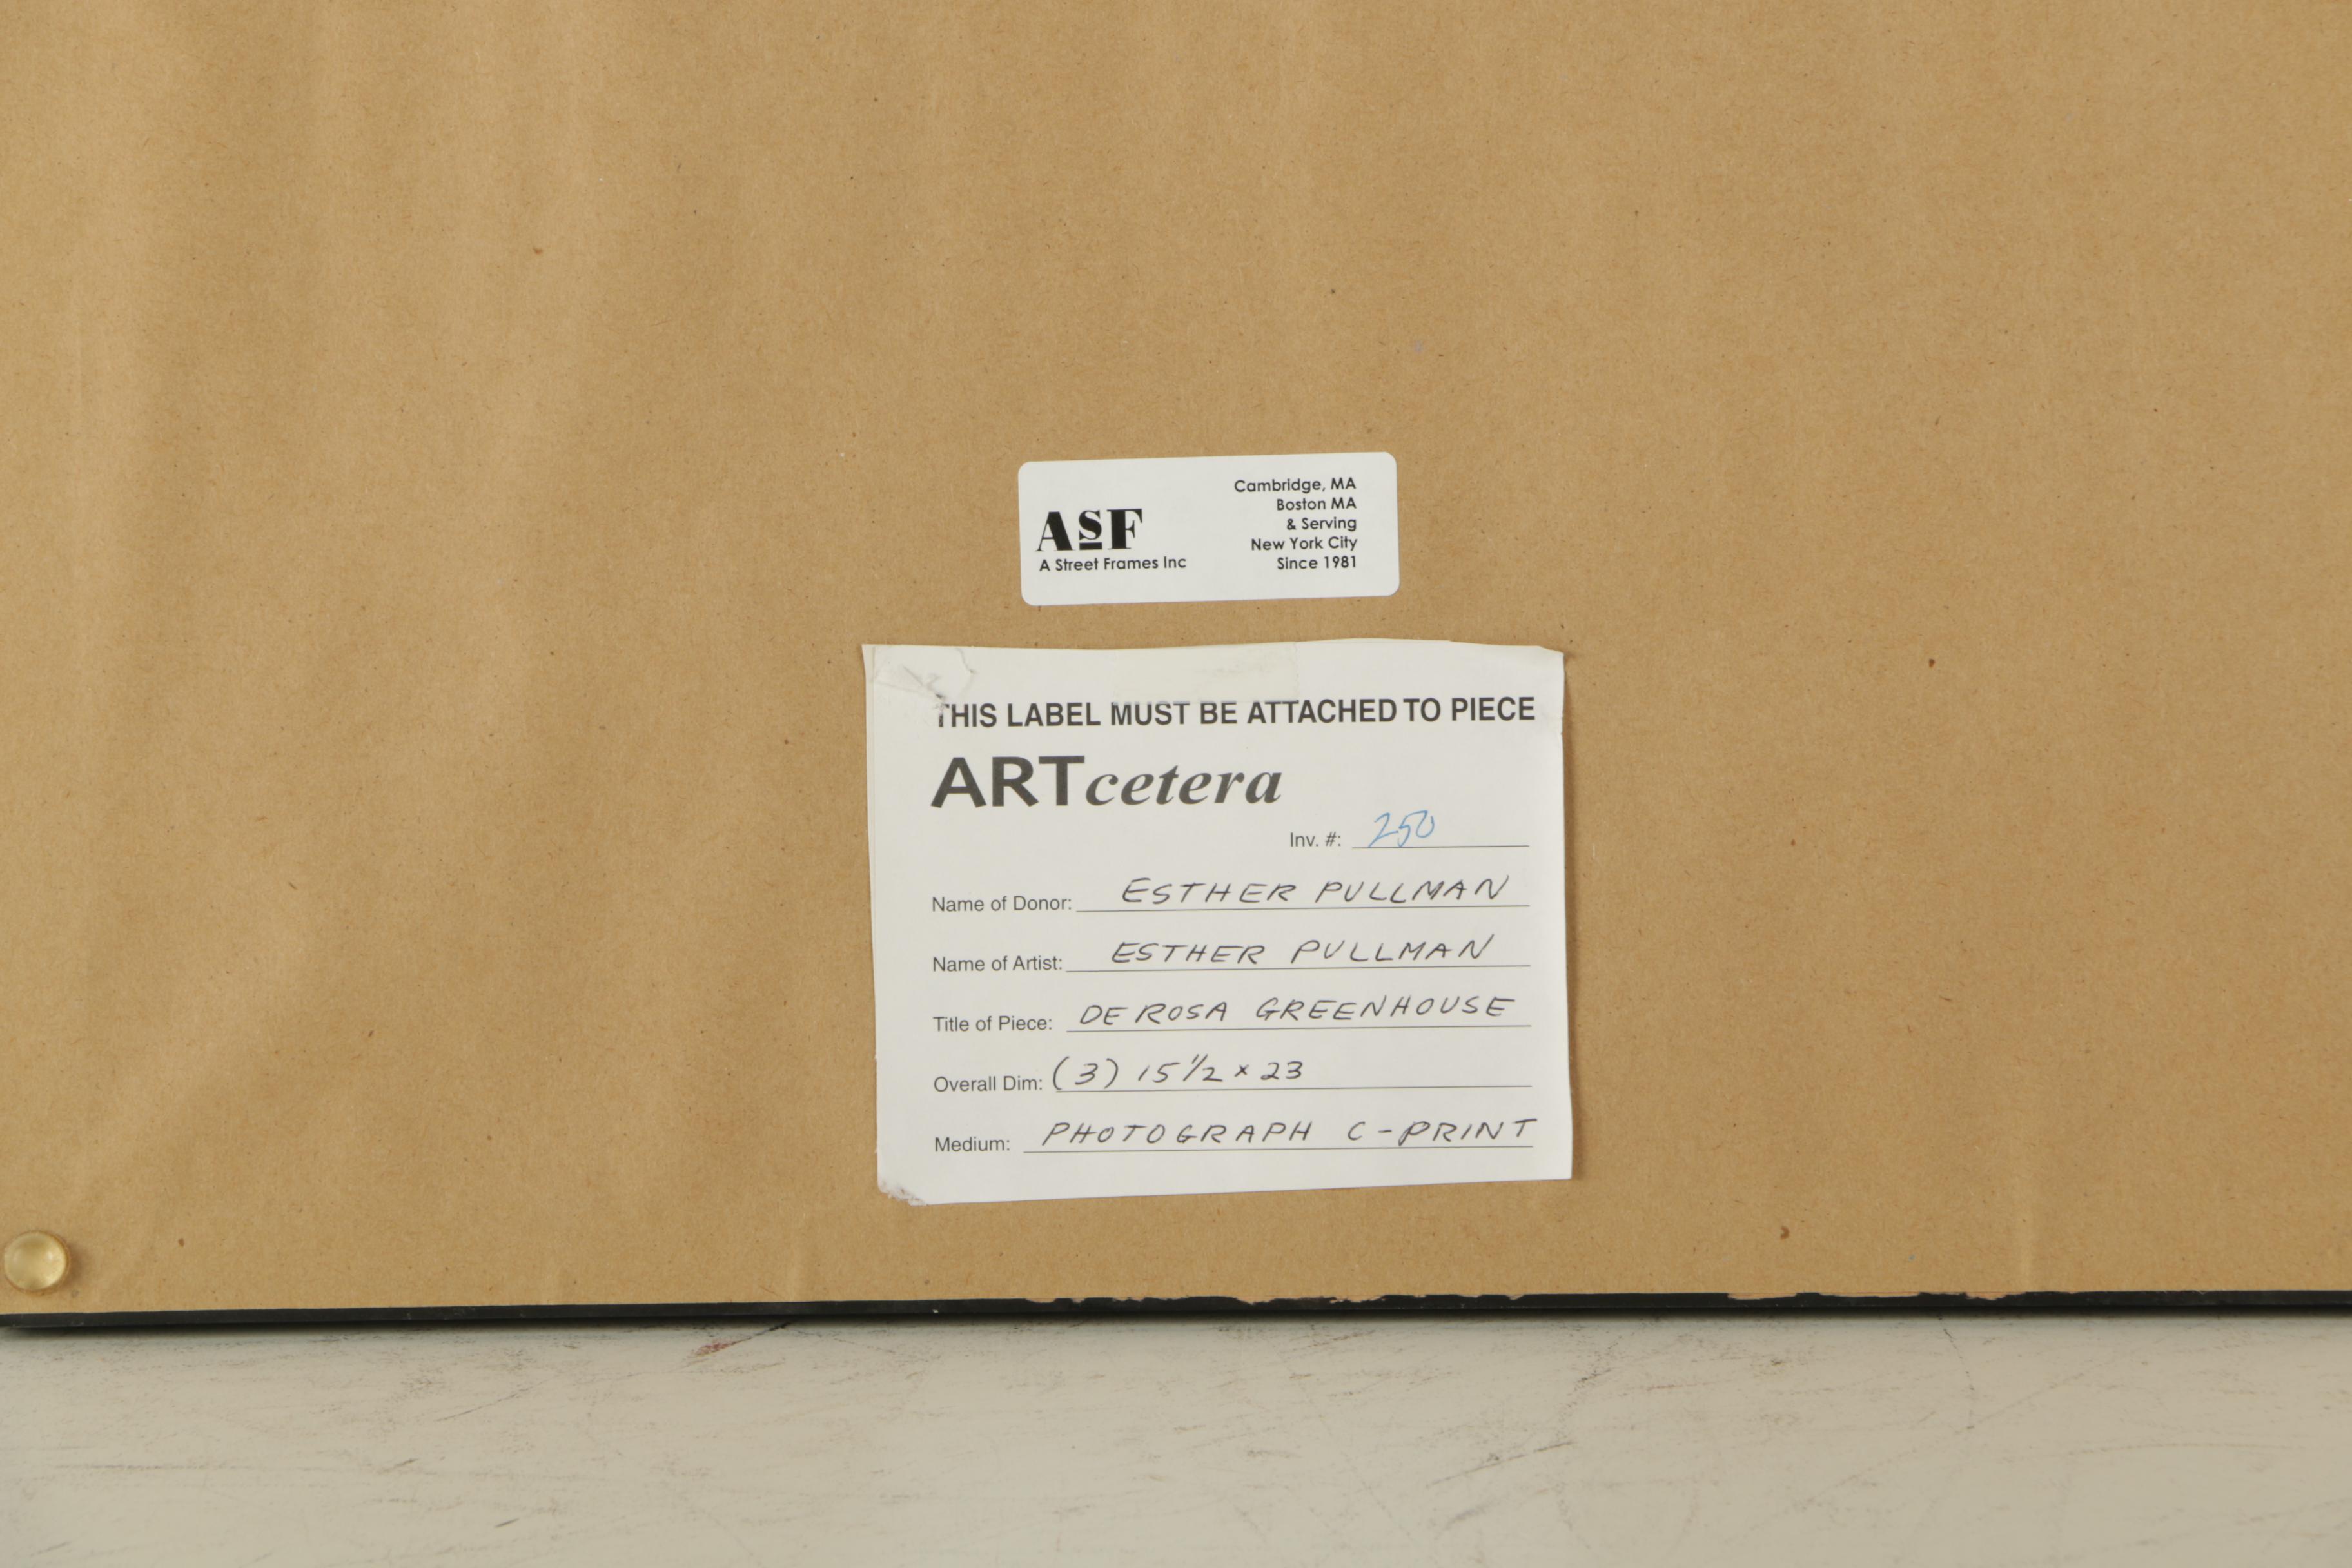 ASF
A Street Frames Inc
Cambridge, MA
Boston MA
& Serving
New York City
Since 1981
THIS LABEL MUST BE ATTACHED TO PIECE
ARTcetera
Inv. #: 250
Name of Donor: ESTHER PULLMAN
Name of Artist: ESTHER PULLMAN
Title of Piece: DE ROSA GREENHOUSE
Overall Dim: (3) 15 1/2 x 23
Medium: PHOTOGRAPH C-PRINT